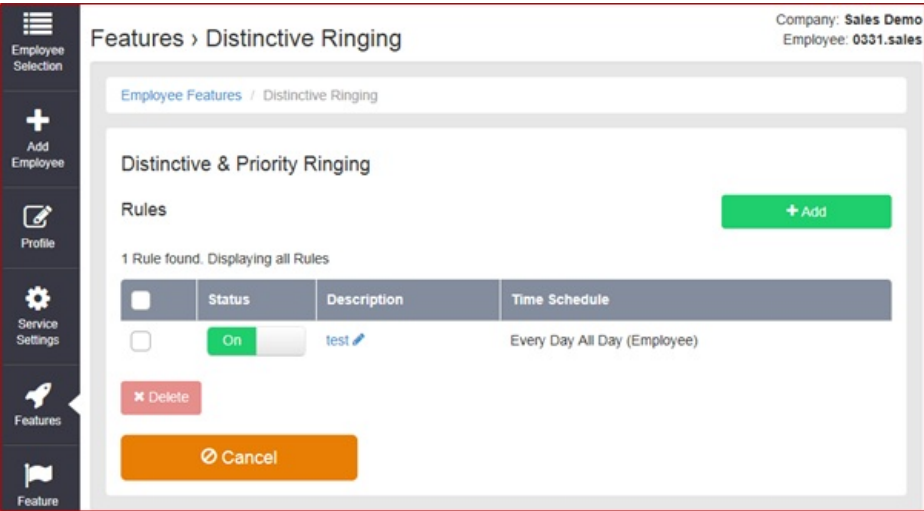 Employee
Selection
Add
Employee
Profile
Service
Settings
Features
Feature
Features › Distinctive Ringing
Company: Sales Demo
Employee: 0331.sales
Employee Features / Distinctive Ringing
Distinctive & Priority Ringing
Rules
+ Add
1 Rule found. Displaying all Rules
Status Description Time Schedule
On test Every Day All Day (Employee)
Delete
Cancel